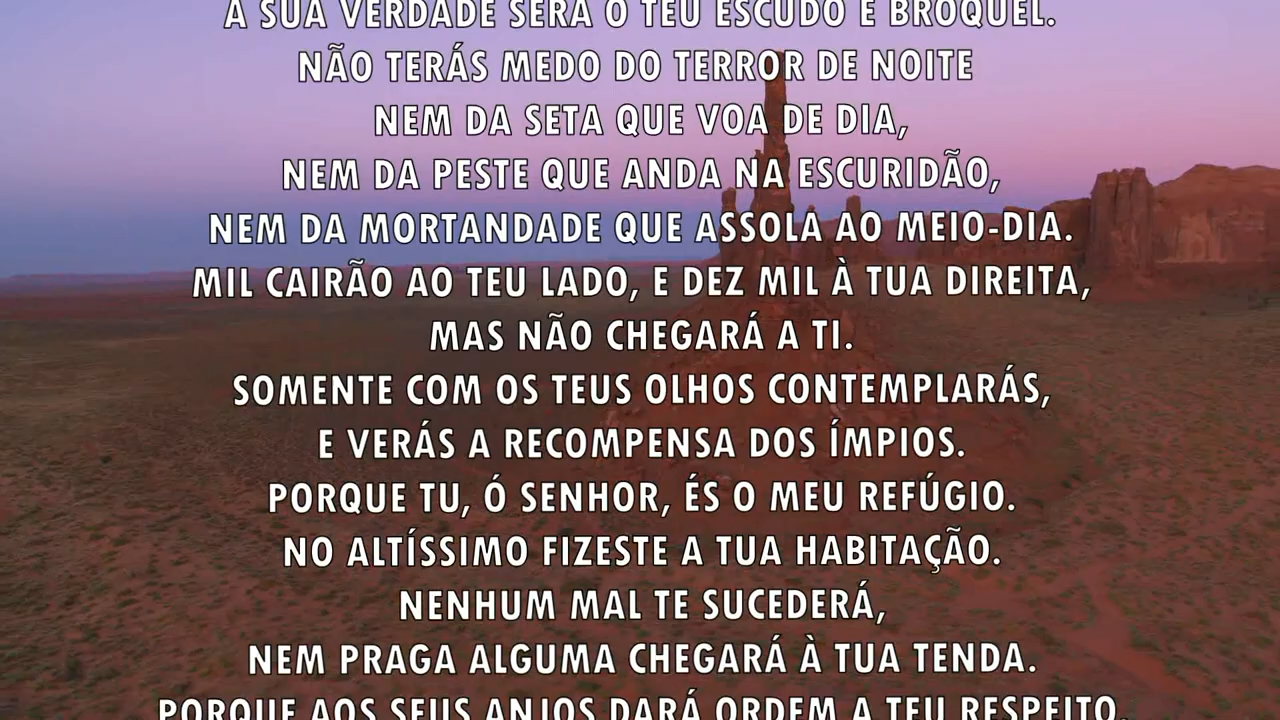 A SUA VERDADE SERÁ O TEU ESCUDO E BROQUEL.
NÃO TERÁS MEDO DO TERROR DE NOITE
NEM DA SETA QUE VOA DE DIA,
NEM DA PESTE QUE ANDA NA ESCURIDÃO,
NEM DA MORTANDADE QUE ASSOLA AO MEIO-DIA.
MIL CAIRÃO AO TEU LADO, E DEZ MIL À TUA DIREITA,
MAS NÃO CHEGARÁ A TI.
SOMENTE COM OS TEUS OLHOS CONTEMPLARÁS,
E VERÁS A RECOMPENSA DOS ÍMPIOS.
PORQUE TU, Ó SENHOR, ÉS O MEU REFÚGIO.
NO ALTÍSSIMO FIZESTE A TUA HABITAÇÃO.
NENHUM MAL TE SUCEDERÁ,
NEM PRAGA ALGUMA CHEGARÁ À TUA TENDA.
PORQUE AOS SEUS ANJOS DARÁ ORDEM A TEU RESPEITO,